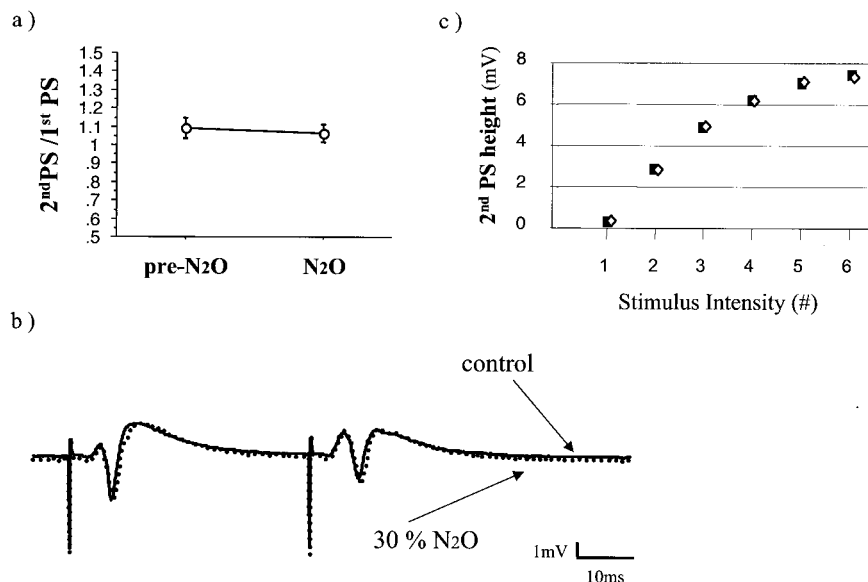 a )
2nd PS / 1st PS
1.5
1.4
1.3
1.2
1.1
1
.9
.8
.7
.6
.5
pre-N2O
N2O
c )
2nd PS height (mV)
8
6
4
2
0
1 2 3 4 5 6
Stimulus Intensity (#)
b )
control
30 % N2O
1mV
10ms